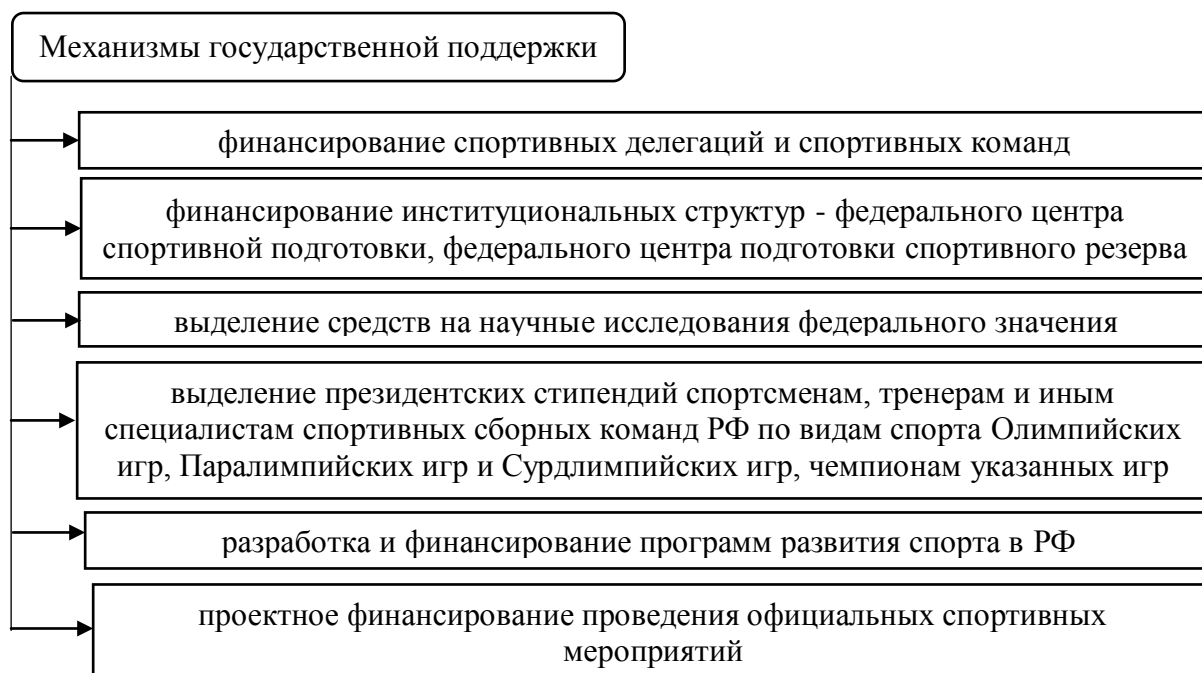 Механизмы государственной поддержки
финансирование спортивных делегаций и спортивных команд
финансирование институциональных структур - федерального центра
спортивной подготовки, федерального центра подготовки спортивного резерва
выделение средств на научные исследования федерального значения
выделение президентских стипендий спортсменам, тренерам и иным
специалистам спортивных сборных команд РФ по видам спорта Олимпийских
игр, Паралимпийских игр и Сурдлимпийских игр, чемпионам указанных игр
разработка и финансирование программ развития спорта в РФ
проектное финансирование проведения официальных спортивных
мероприятий